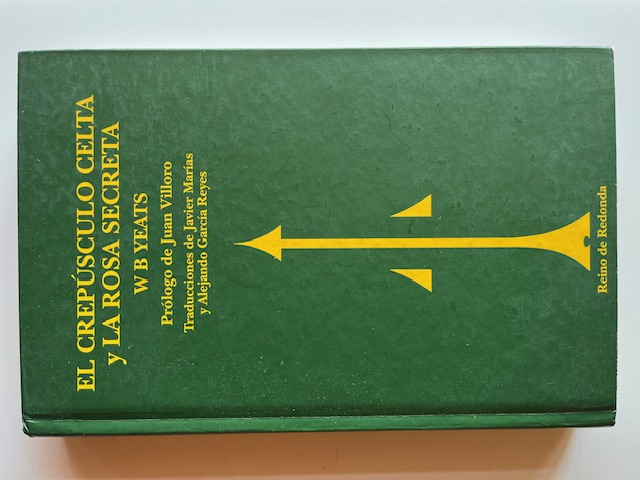 EL CREPÚSCULO CELTA
y LA ROSA SECRETA
W B YEATS
Prólogo de Juan Villoro
Traducciones de Javier Marías
y Alejando García Reyes
Reino de Redonda